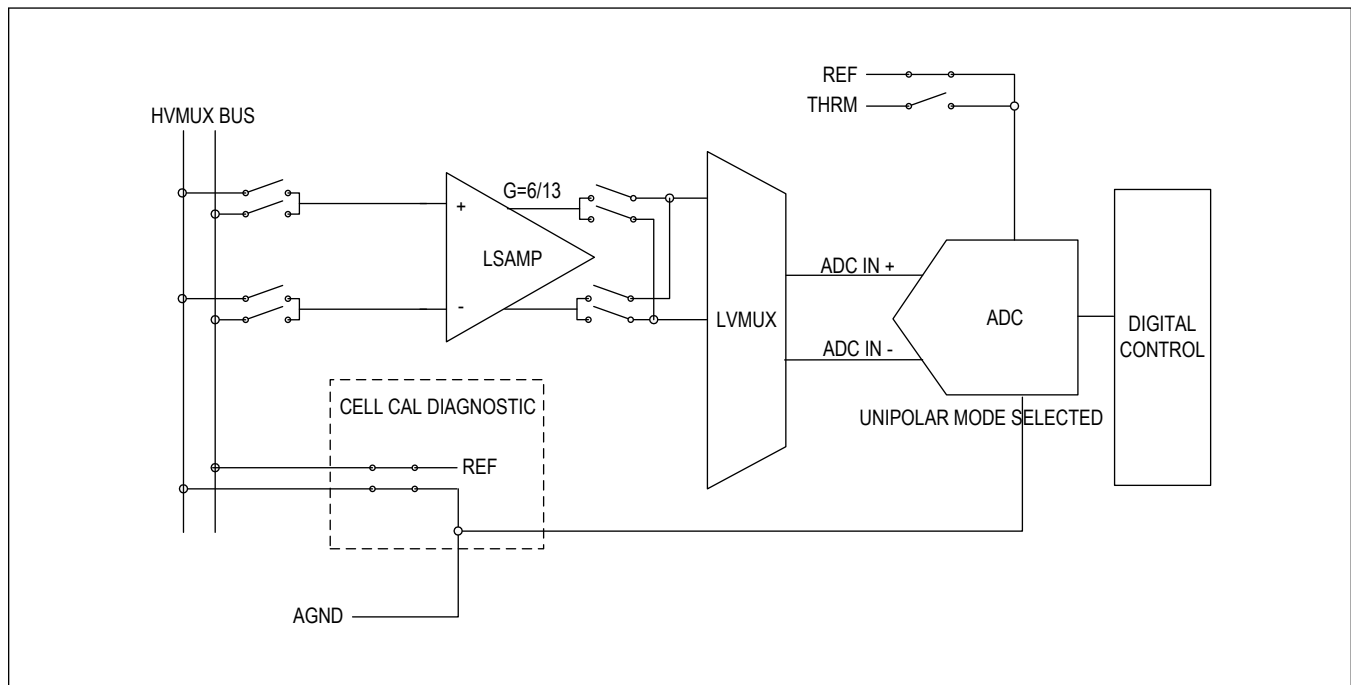 REF
THRM
HVMUX BUS
G=6/13
+
LSAMP
-
ADC IN +
LVMUX
ADC
DIGITAL
CONTROL
ADC IN -
CELL CAL DIAGNOSTIC
UNIPOLAR MODE SELECTED
REF
AGND